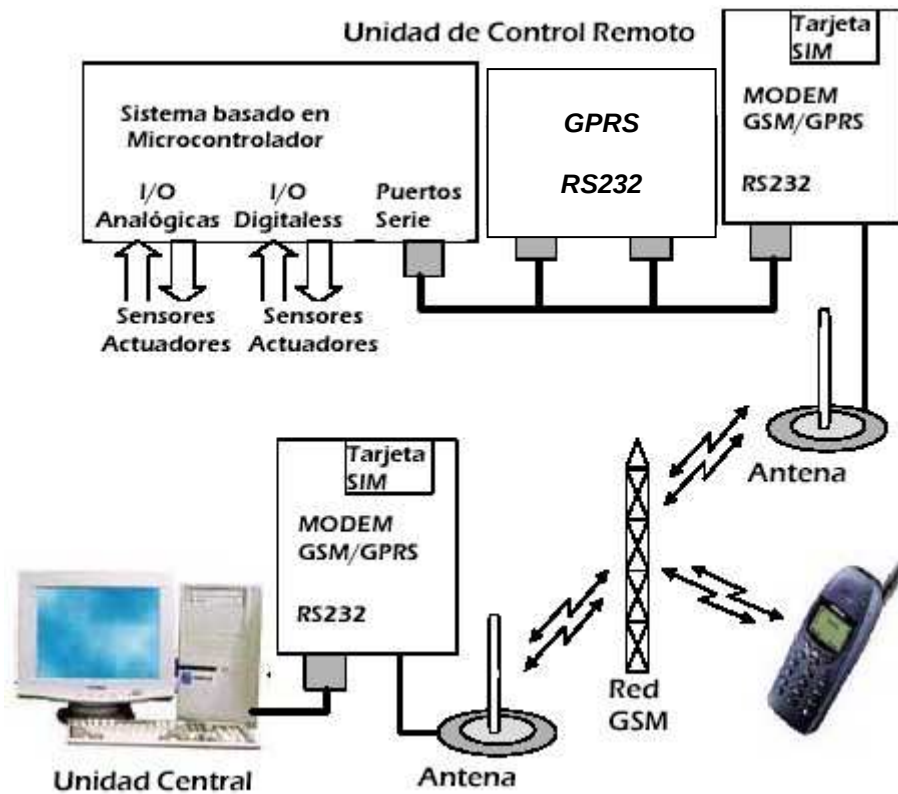 Unidad de Control Remoto
Tarjeta
SIM
Sistema basado en
Microcontrolador
I/O
Analógicas
I/O
Digitaless
Puertos
Serie
GPRS
RS232
MODEM
GSM/GPRS
RS232
Sensores
Actuadores
Sensores
Actuadores
Antena
Tarjeta
SIM
MODEM
GSM/GPRS
RS232
Red
GSM
Unidad Central
Antena